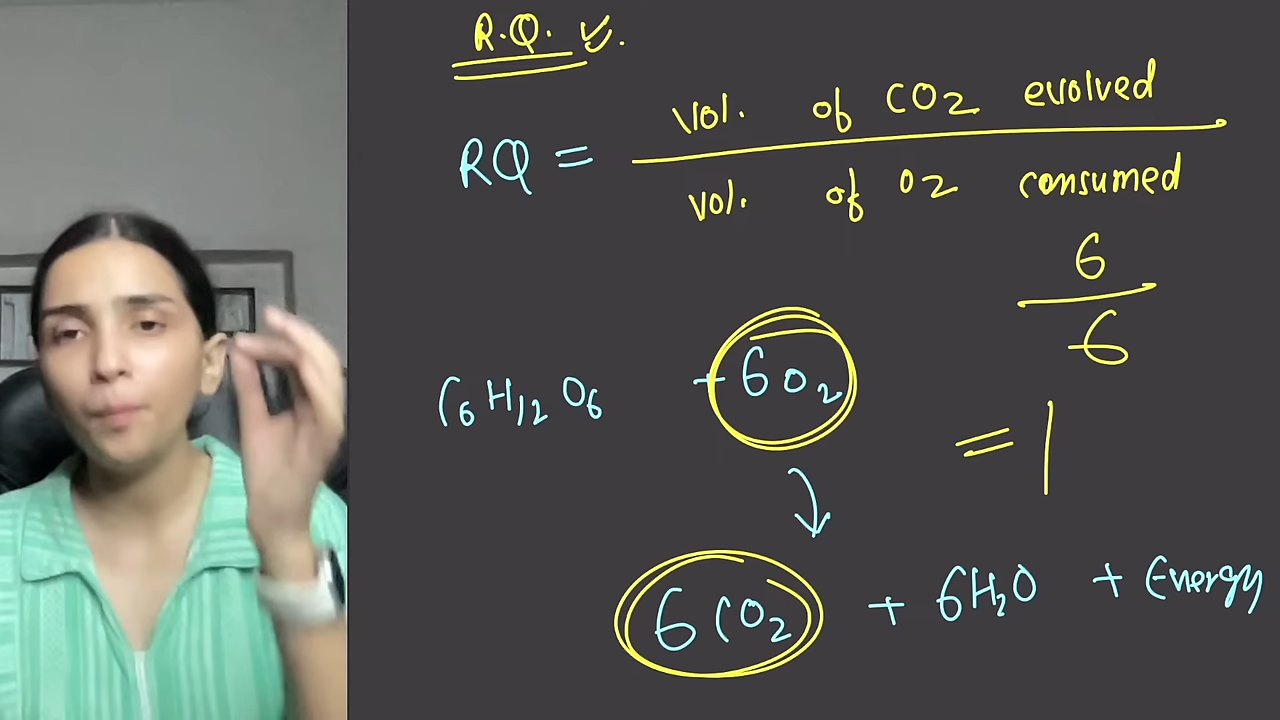 R.Q.
RQ = vol. of CO2 evolved
vol. of O2 consumed
6
6
C6H12O6 + 6O2
= 1
6CO2 + 6H2O + Energy